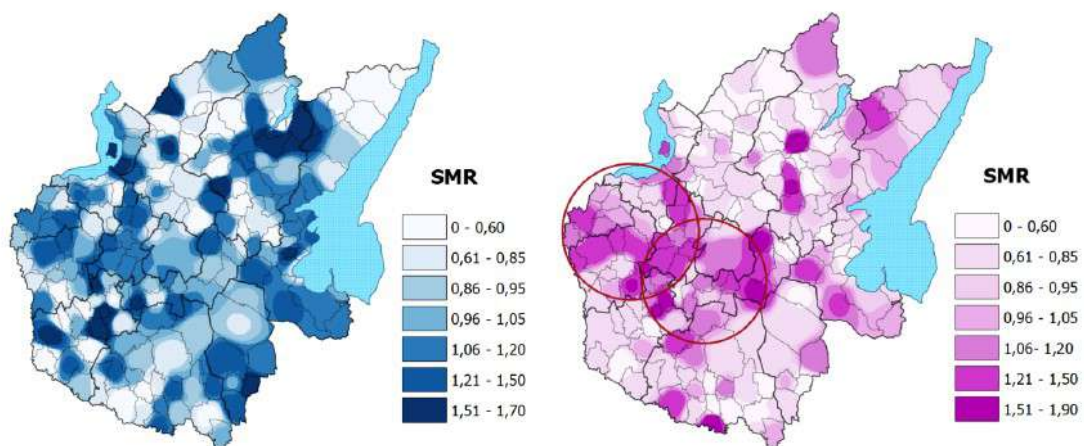 SMR
0 - 0,60
0,61 - 0,85
0,86 - 0,95
0,96 - 1,05
1,06 - 1,20
1,21 - 1,50
1,51 - 1,70
SMR
0 - 0,60
0,61 - 0,85
0,86 - 0,95
0,96 - 1,05
1,06- 1,20
1,21 - 1,50
1,51 - 1,90